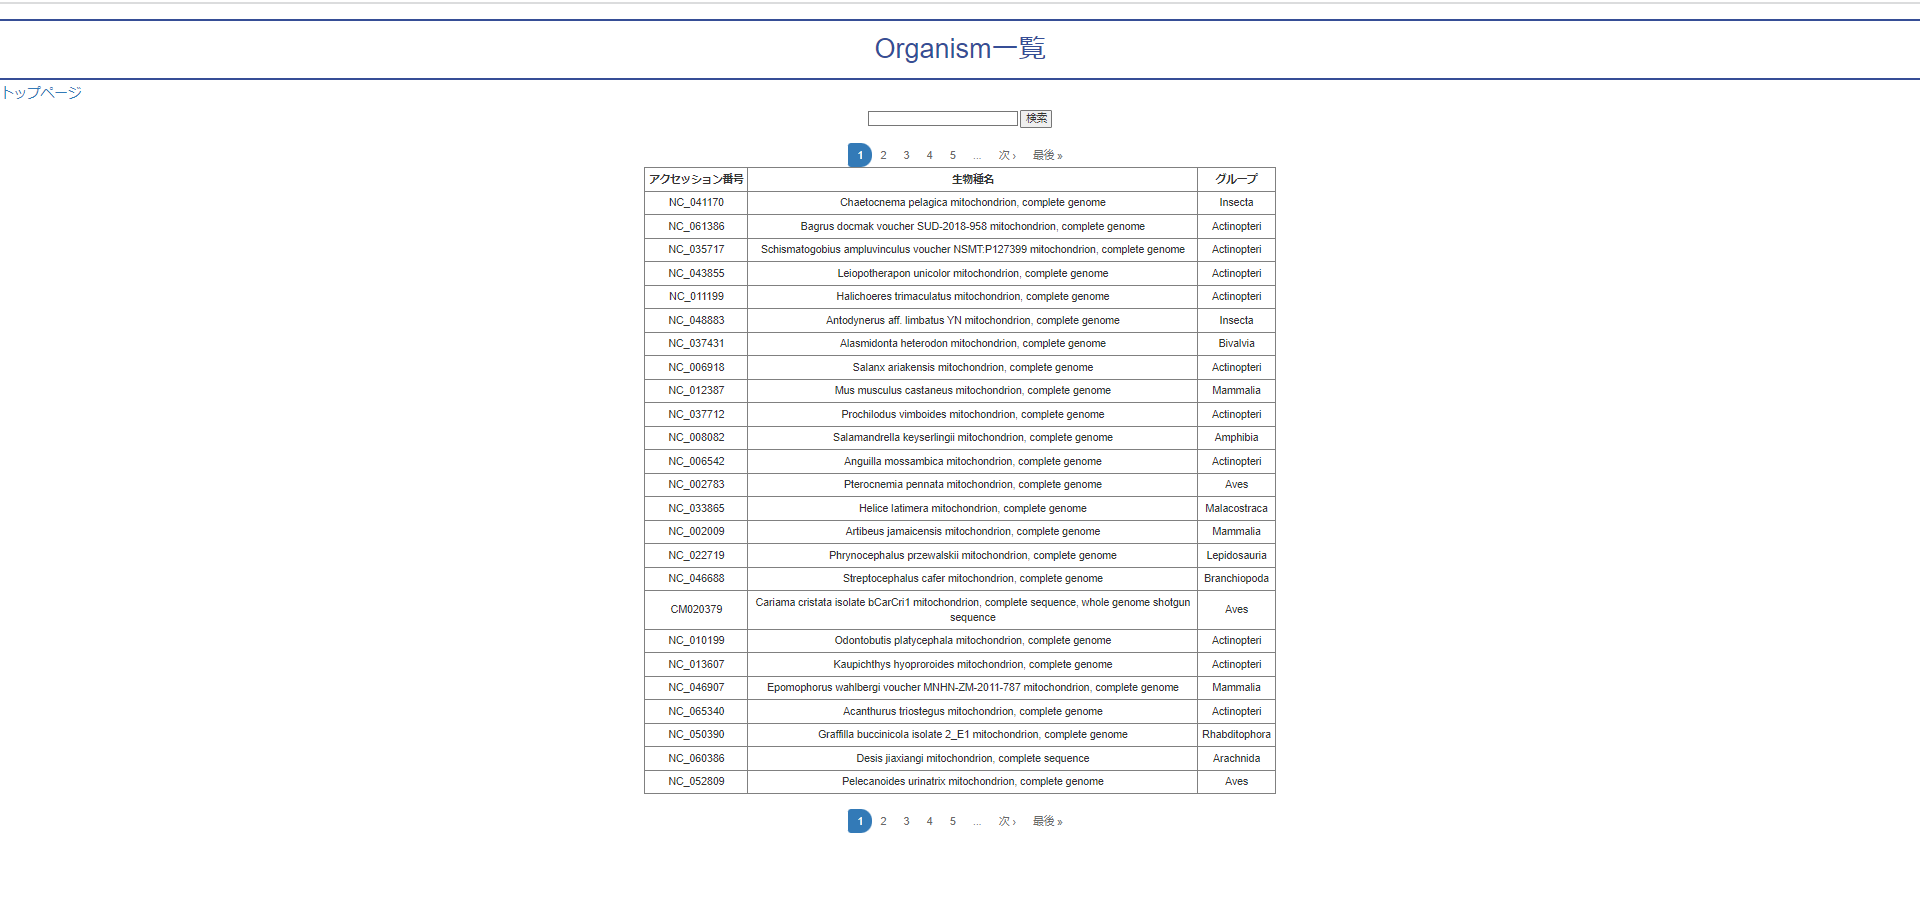 Organism一覧
トップページ
検索
1 2 3 4 5 ... 次 › 最後 »
アクセッション番号 生物種名 グループ
NC_041170 Chaetocnema pelagica mitochondrion, complete genome Insecta
NC_061386 Bagrus docmak voucher SUD-2018-958 mitochondrion, complete genome Actinopteri
NC_035717 Schismatogobius ampluvinculus voucher NSMT:P127399 mitochondrion, complete genome Actinopteri
NC_043855 Leiopotherapon unicolor mitochondrion, complete genome Actinopteri
NC_011199 Halichoeres trimaculatus mitochondrion, complete genome Actinopteri
NC_048883 Antodynerus aff. limbatus YN mitochondrion, complete genome Insecta
NC_037431 Alasmidonta heterodon mitochondrion, complete genome Bivalvia
NC_006918 Salanx ariakensis mitochondrion, complete genome Actinopteri
NC_012387 Mus musculus castaneus mitochondrion, complete genome Mammalia
NC_037712 Prochilodus vimboides mitochondrion, complete genome Actinopteri
NC_008082 Salamandrella keyserlingii mitochondrion, complete genome Amphibia
NC_006542 Anguilla mossambica mitochondrion, complete genome Actinopteri
NC_002783 Pterocnemia pennata mitochondrion, complete genome Aves
NC_033865 Helice latimera mitochondrion, complete genome Malacostraca
NC_002009 Artibeus jamaicensis mitochondrion, complete genome Mammalia
NC_022719 Phrynocephalus przewalskii mitochondrion, complete genome Lepidosauria
NC_046688 Streptocephalus cafer mitochondrion, complete genome Branchiopoda
CM020379 Cariama cristata isolate bCarCri1 mitochondrion, complete sequence, whole genome shotgun
sequence Aves
NC_010199 Odontobutis platycephala mitochondrion, complete genome Actinopteri
NC_013607 Kaupichthys hyoproroides mitochondrion, complete genome Actinopteri
NC_046907 Epomophorus wahlbergi voucher MNHN-ZM-2011-787 mitochondrion, complete genome Mammalia
NC_065340 Acanthurus triostegus mitochondrion, complete genome Actinopteri
NC_050390 Graffilla buccinicola isolate 2_E1 mitochondrion, complete genome Rhabditophora
NC_060386 Desis jiaxiangi mitochondrion, complete sequence Arachnida
NC_052809 Pelecanoides urinatrix mitochondrion, complete genome Aves
1 2 3 4 5 ... 次 › 最後 »